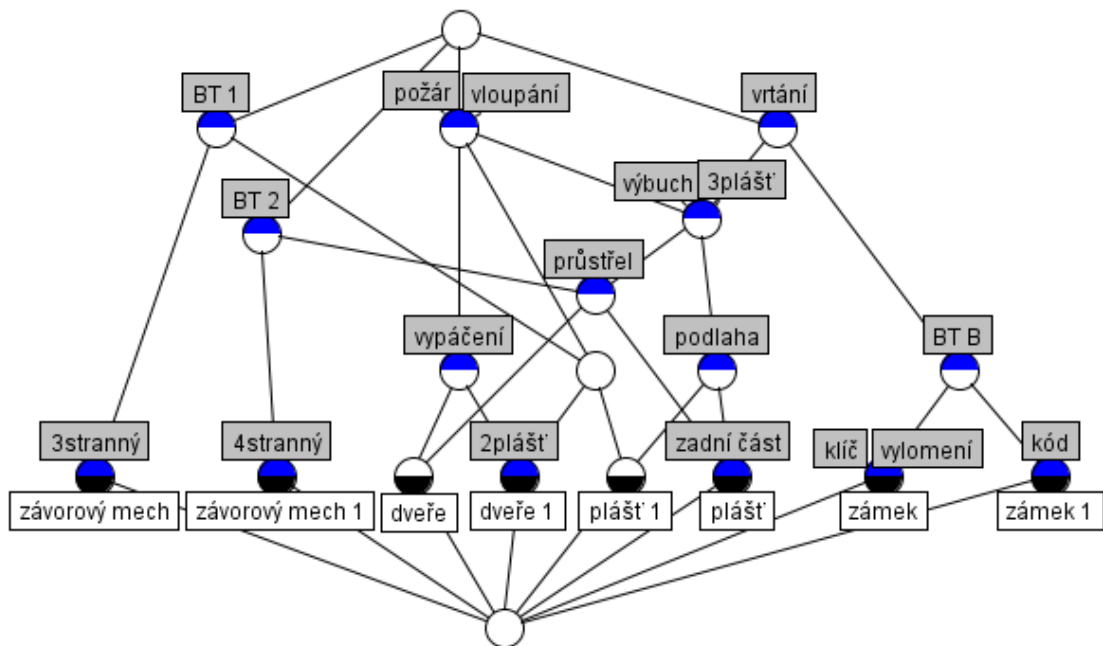 BT 1
požár
vloupání
vrtání
výbuch
3plášť
BT 2
průstřel
vypáčení
podlaha
BT B
3stranný
4stranný
2plášť
zadní část
klíč
vylomení
kód
závorový mech
závorový mech 1
dveře
dveře 1
plášť 1
plášť
zámek
zámek 1